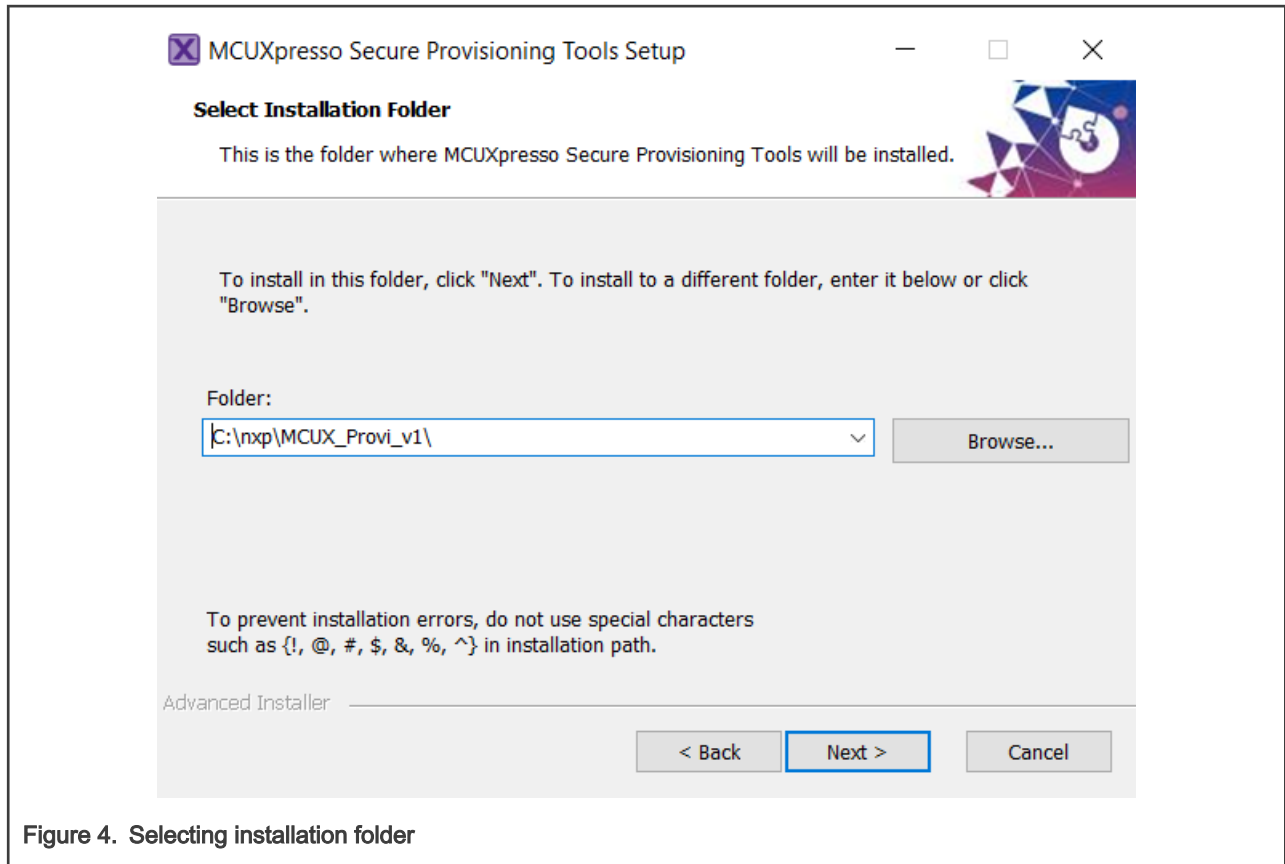 MCUXpresso Secure Provisioning Tools Setup
Select Installation Folder
This is the folder where MCUXpresso Secure Provisioning Tools will be installed.
To install in this folder, click "Next". To install to a different folder, enter it below or click
"Browse".
Folder:
C:\nxp\MCUX_Provi_v1\
Browse...
To prevent installation errors, do not use special characters
such as {!, @, #, $, &, %, ^} in installation path.
Advanced Installer
< Back
Next >
Cancel
Figure 4. Selecting installation folder